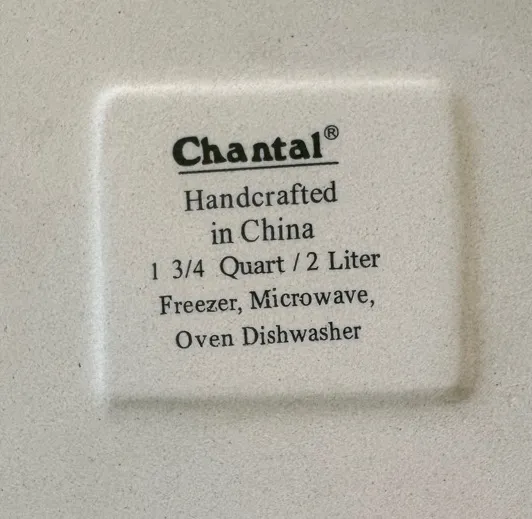 Chantal®
Handcrafted
in China
1 3/4 Quart / 2 Liter
Freezer, Microwave,
Oven Dishwasher